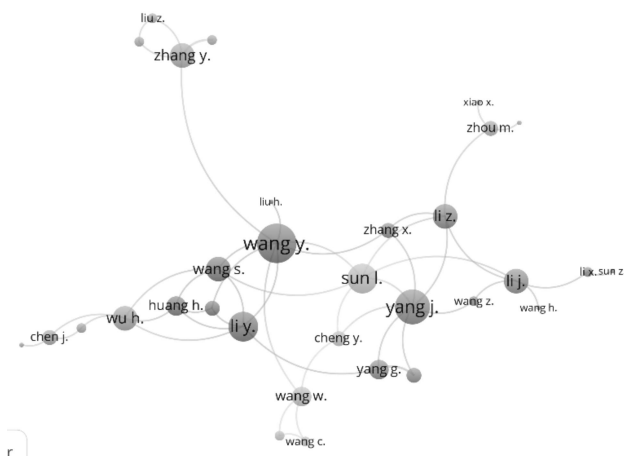 liu z.
zhang y.
xiao x.
zhou m.
liu h.
li z.
zhang x.
wang y.
wang s.
sun l.
li j.
li x.
sun z
huang h.
yang j.
wang z.
wang h.
wu h.
li y.
chen j.
cheng y.
yang g.
wang w.
wang c.
r